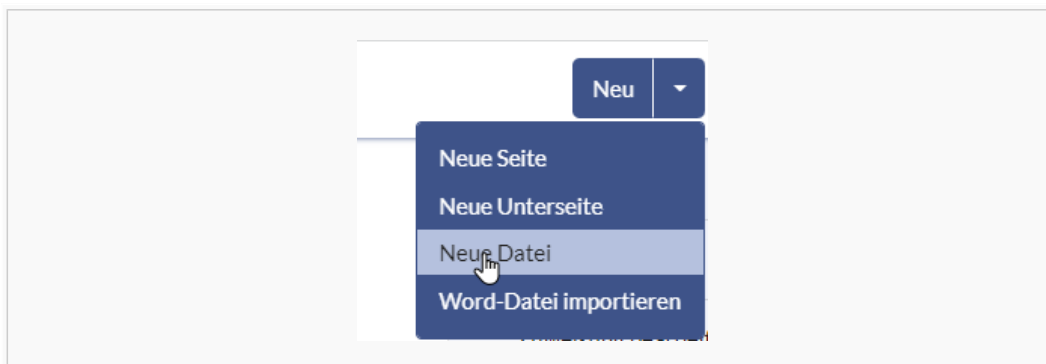 Neu
Neue Seite
Neue Unterseite
Neue Datei
Word-Datei importieren